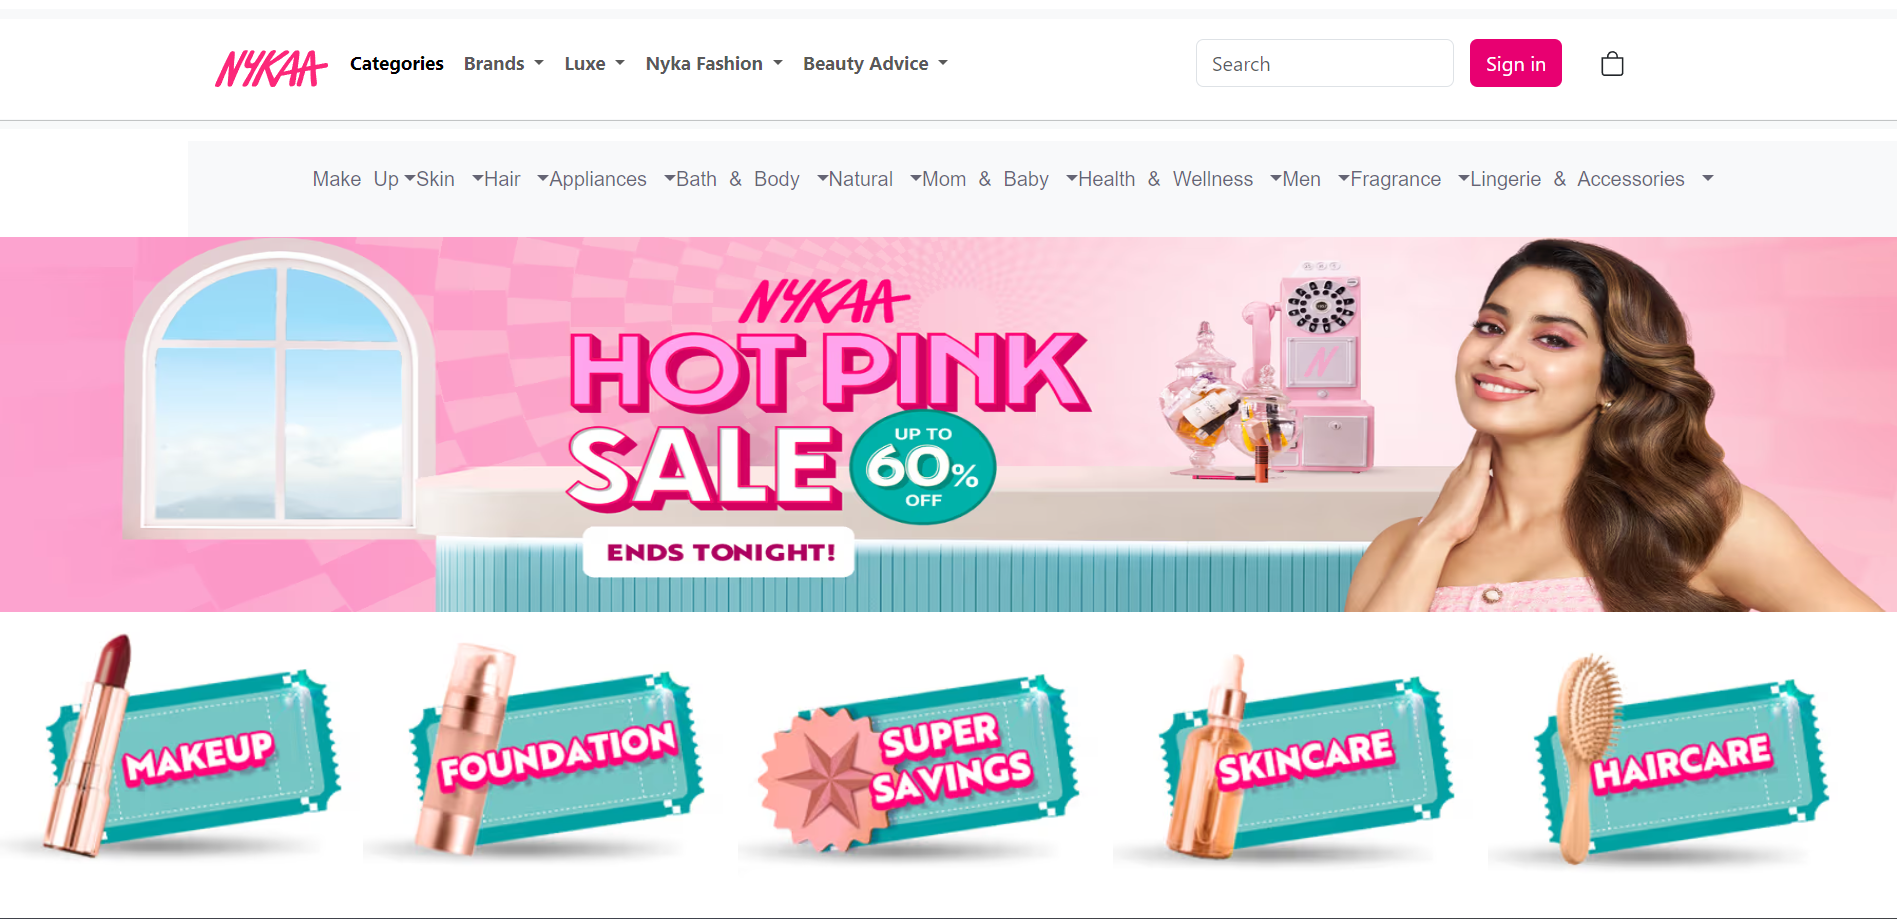 NYKAA Categories Brands Luxe Nyka Fashion Beauty Advice Search Sign in
Make Up Skin Hair Appliances Bath & Body Natural Mom & Baby Health & Wellness Men Fragrance Lingerie & Accessories
NYKAA
HOT PINK
SALE
UP TO
60%
OFF
ENDS TONIGHT!
N
MAKEUP
FOUNDATION
SUPER
SAVINGS
SKINCARE
HAIRCARE